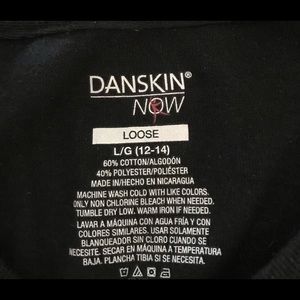 DANSKIN®
NOW
LOOSE
L/G (12-14)
60% COTTON/ALGODÓN
40% POLYESTER/POLIÉSTER
MADE IN/HECHO EN NICARAGUA
MACHINE WASH COLD WITH LIKE COLORS.
ONLY NON CHLORINE BLEACH WHEN NEEDED.
TUMBLE DRY LOW. WARM IRON IF NEEDED.
LAVAR A MÁQUINA CON AGUA FRÍA Y CON
COLORES SIMILARES. USAR SOLAMENTE
BLANQUEADOR SIN CLORO CUANDO SE
NECESITE. SECAR EN MÁQUINA A TEMPERATURA
BAJA. PLANCHA TIBIA SI SE NECESITA.